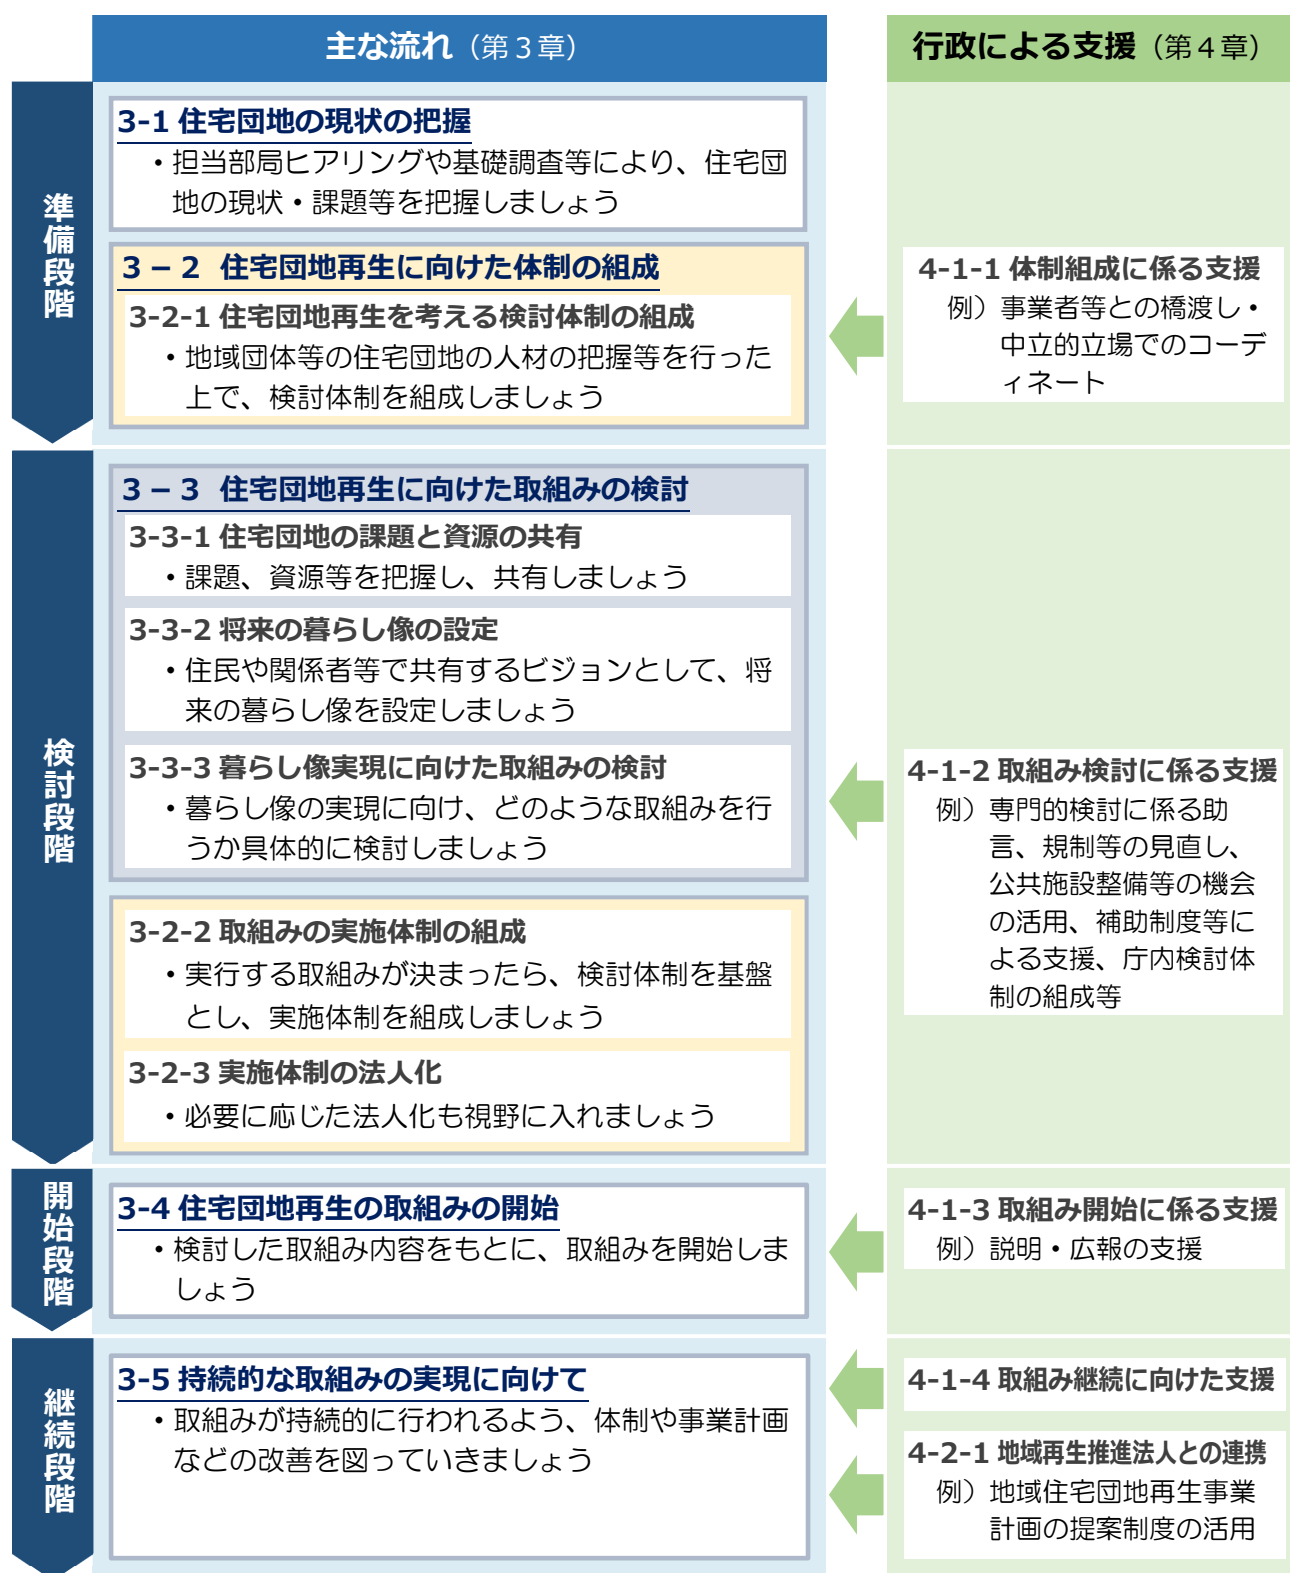 主な流れ（第３章）
行政による支援（第４章）
準備段階
3-1 住宅団地の現状の把握
・担当部局ヒアリングや基礎調査等により、住宅団
地の現状・課題等を把握しましょう
３－２ 住宅団地再生に向けた体制の組成
3-2-1 住宅団地再生を考える検討体制の組成
・地域団体等の住宅団地の人材の把握等を行った
上で、検討体制を組成しましょう
4-1-1 体制組成に係る支援
例）事業者等との橋渡し・
中立的立場でのコーデ
ィネート
検討段階
３－３ 住宅団地再生に向けた取組みの検討
3-3-1 住宅団地の課題と資源の共有
・課題、資源等を把握し、共有しましょう
3-3-2 将来の暮らし像の設定
・住民や関係者等で共有するビジョンとして、将
来の暮らし像を設定しましょう
3-3-3 暮らし像実現に向けた取組みの検討
・暮らし像の実現に向け、どのような取組みを行
うか具体的に検討しましょう
3-2-2 取組みの実施体制の組成
・実行する取組みが決まったら、検討体制を基盤
とし、実施体制を組成しましょう
3-2-3 実施体制の法人化
・必要に応じた法人化も視野に入れましょう
4-1-2 取組み検討に係る支援
例）専門的検討に係る助
言、規制等の見直し、
公共施設整備等の機会
の活用、補助制度等に
よる支援、庁内検討体
制の組成等
開始段階
3-4 住宅団地再生の取組みの開始
・検討した取組み内容をもとに、取組みを開始しま
しょう
4-1-3 取組み開始に係る支援
例）説明・広報の支援
継続段階
3-5 持続的な取組みの実現に向けて
・取組みが持続的に行われるよう、体制や事業計画
などの改善を図っていきましょう
4-1-4 取組み継続に向けた支援
4-2-1 地域再生推進法人との連携
例）地域住宅団地再生事業
計画の提案制度の活用